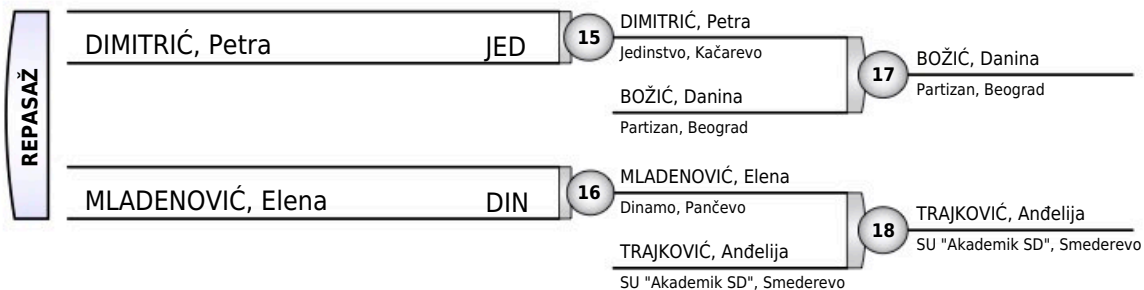 REPASAŽ
DIMITRIĆ, Petra JED
15
DIMITRIĆ, Petra
Jedinstvo, Kačarevo
BOŽIĆ, Danina
Partizan, Beograd
17
BOŽIĆ, Danina
Partizan, Beograd
MLADENOVIĆ, Elena DIN
16
MLADENOVIĆ, Elena
Dinamo, Pančevo
TRAJKOVIĆ, Anđelija
SU "Akademik SD", Smederevo
18
TRAJKOVIĆ, Anđelija
SU "Akademik SD", Smederevo